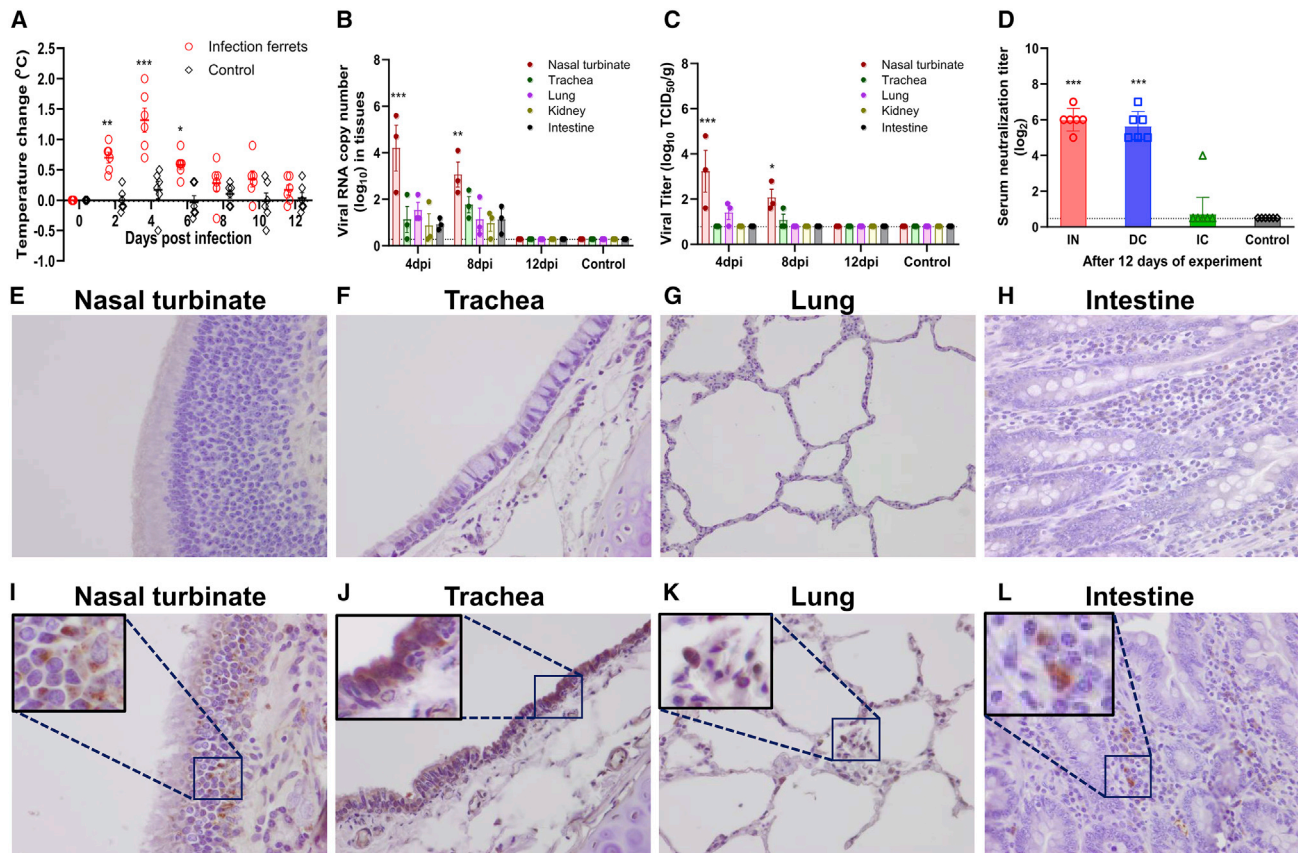 A
Infection ferrets
Control
Temperature change (°C)
2.5
2.0
1.5
1.0
0.5
0.0
-0.5
-1.0
**
***
*
0 2 4 6 8 10 12
Days post infection
B
Viral RNA copy number
(log10) in tissues
8
6
4
2
0
***
**
Nasal turbinate
Trachea
Lung
Kidney
Intestine
4dpi 8dpi 12dpi Control
C
Viral Titer (log10 TCID50/g)
8
6
4
2
0
***
*
Nasal turbinate
Trachea
Lung
Kidney
Intestine
4dpi 8dpi 12dpi Control
D
Serum neutralization titer
(log2)
10
8
6
4
2
0
***
***
IN DC IC Control
After 12 days of experiment
E Nasal turbinate
F Trachea
G Lung
H Intestine
I Nasal turbinate
J Trachea
K Lung
L Intestine